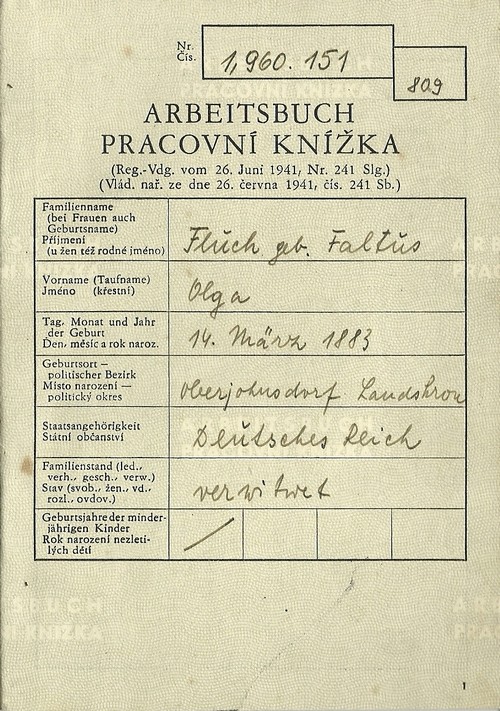 Nr.
Čís.
1,960.151
809
ARBEITSBUCH
PRACOVNÍ KNÍŽKA
(Reg.-Vdg. vom 26. Juni 1941, Nr. 241 Slg.)
(Vlád. nař. ze dne 26. června 1941, čís. 241 Sb.)
Familienname
(bei Frauen auch
Geburtsname)
Příjmení
(u žen též rodné jméno)
Fluch geb. Faltus
Vorname (Taufname)
Jméno (křestní)
Olga
Tag, Monat und Jahr
der Geburt
Den, měsíc a rok naroz.
14. März 1883
Geburtsort —
politischer Bezirk
Místo narození —
politický okres
Oberjohnsdorf Landskron
Staatsangehörigkeit
Státní občanství
Deutsches Reich
Familienstand (led.,
verh., gesch., verw.)
Stav (svob., žen., vd.,
rozl., ovdov.)
verwitwet
Geburtsjahre der minder-
jährigen Kinder
Rok narození nezleti-
lých dětí
1